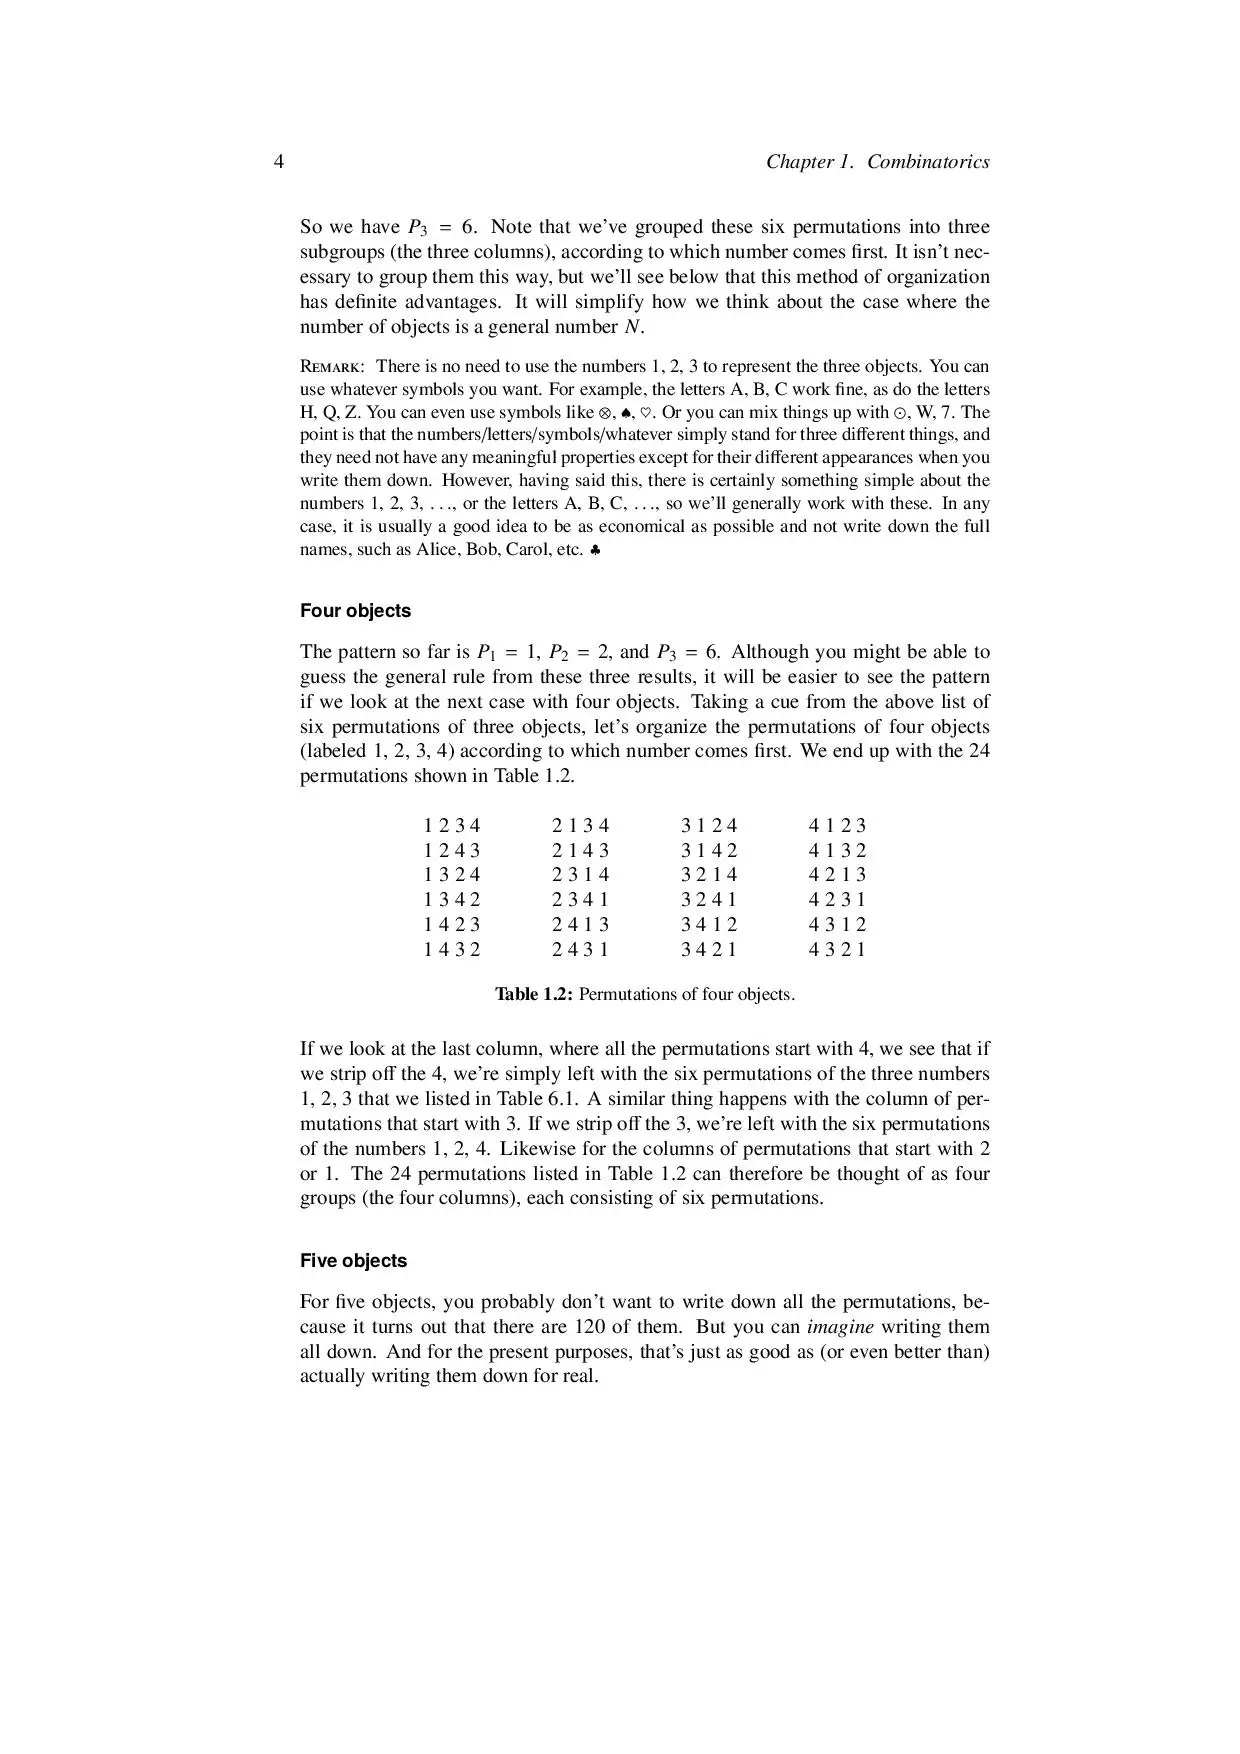 4 Chapter 1. Combinatorics
So we have P₃ = 6. Note that we've grouped these six permutations into three
subgroups (the three columns), according to which number comes first. It isn't nec-
essary to group them this way, but we'll see below that this method of organization
has definite advantages. It will simplify how we think about the case where the
number of objects is a general number N.
REMARK: There is no need to use the numbers 1, 2, 3 to represent the three objects. You can
use whatever symbols you want. For example, the letters A, B, C work fine, as do the letters
H, Q, Z. You can even use symbols like ⊗, ♠, ♡. Or you can mix things up with ⊙, W, 7. The
point is that the numbers/letters/symbols/whatever simply stand for three different things, and
they need not have any meaningful properties except for their different appearances when you
write them down. However, having said this, there is certainly something simple about the
numbers 1, 2, 3, . . ., or the letters A, B, C, . . ., so we'll generally work with these. In any
case, it is usually a good idea to be as economical as possible and not write down the full
names, such as Alice, Bob, Carol, etc. ♣
Four objects
The pattern so far is P₁ = 1, P₂ = 2, and P₃ = 6. Although you might be able to
guess the general rule from these three results, it will be easier to see the pattern
if we look at the next case with four objects. Taking a cue from the above list of
six permutations of three objects, let's organize the permutations of four objects
(labeled 1, 2, 3, 4) according to which number comes first. We end up with the 24
permutations shown in Table 1.2.
1 2 3 4 2 1 3 4 3 1 2 4 4 1 2 3
1 2 4 3 2 1 4 3 3 1 4 2 4 1 3 2
1 3 2 4 2 3 1 4 3 2 1 4 4 2 1 3
1 3 4 2 2 3 4 1 3 2 4 1 4 2 3 1
1 4 2 3 2 4 1 3 3 4 1 2 4 3 1 2
1 4 3 2 2 4 3 1 3 4 2 1 4 3 2 1
Table 1.2: Permutations of four objects.
If we look at the last column, where all the permutations start with 4, we see that if
we strip off the 4, we're simply left with the six permutations of the three numbers
1, 2, 3 that we listed in Table 6.1. A similar thing happens with the column of per-
mutations that start with 3. If we strip off the 3, we're left with the six permutations
of the numbers 1, 2, 4. Likewise for the columns of permutations that start with 2
or 1. The 24 permutations listed in Table 1.2 can therefore be thought of as four
groups (the four columns), each consisting of six permutations.
Five objects
For five objects, you probably don't want to write down all the permutations, be-
cause it turns out that there are 120 of them. But you can imagine writing them
all down. And for the present purposes, that's just as good as (or even better than)
actually writing them down for real.